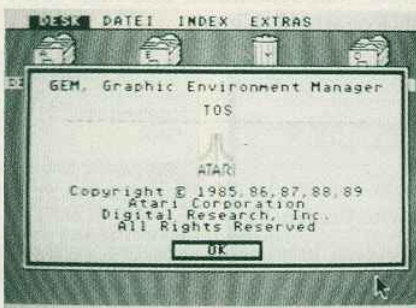 DESK DATEI INDEX EXTRAS
GEM, Graphic Environment Manager
TOS
ATARI
Copyright © 1985,86,87,88,89
Atari Corporation
Digital Research, Inc.
All Rights Reserved
OK